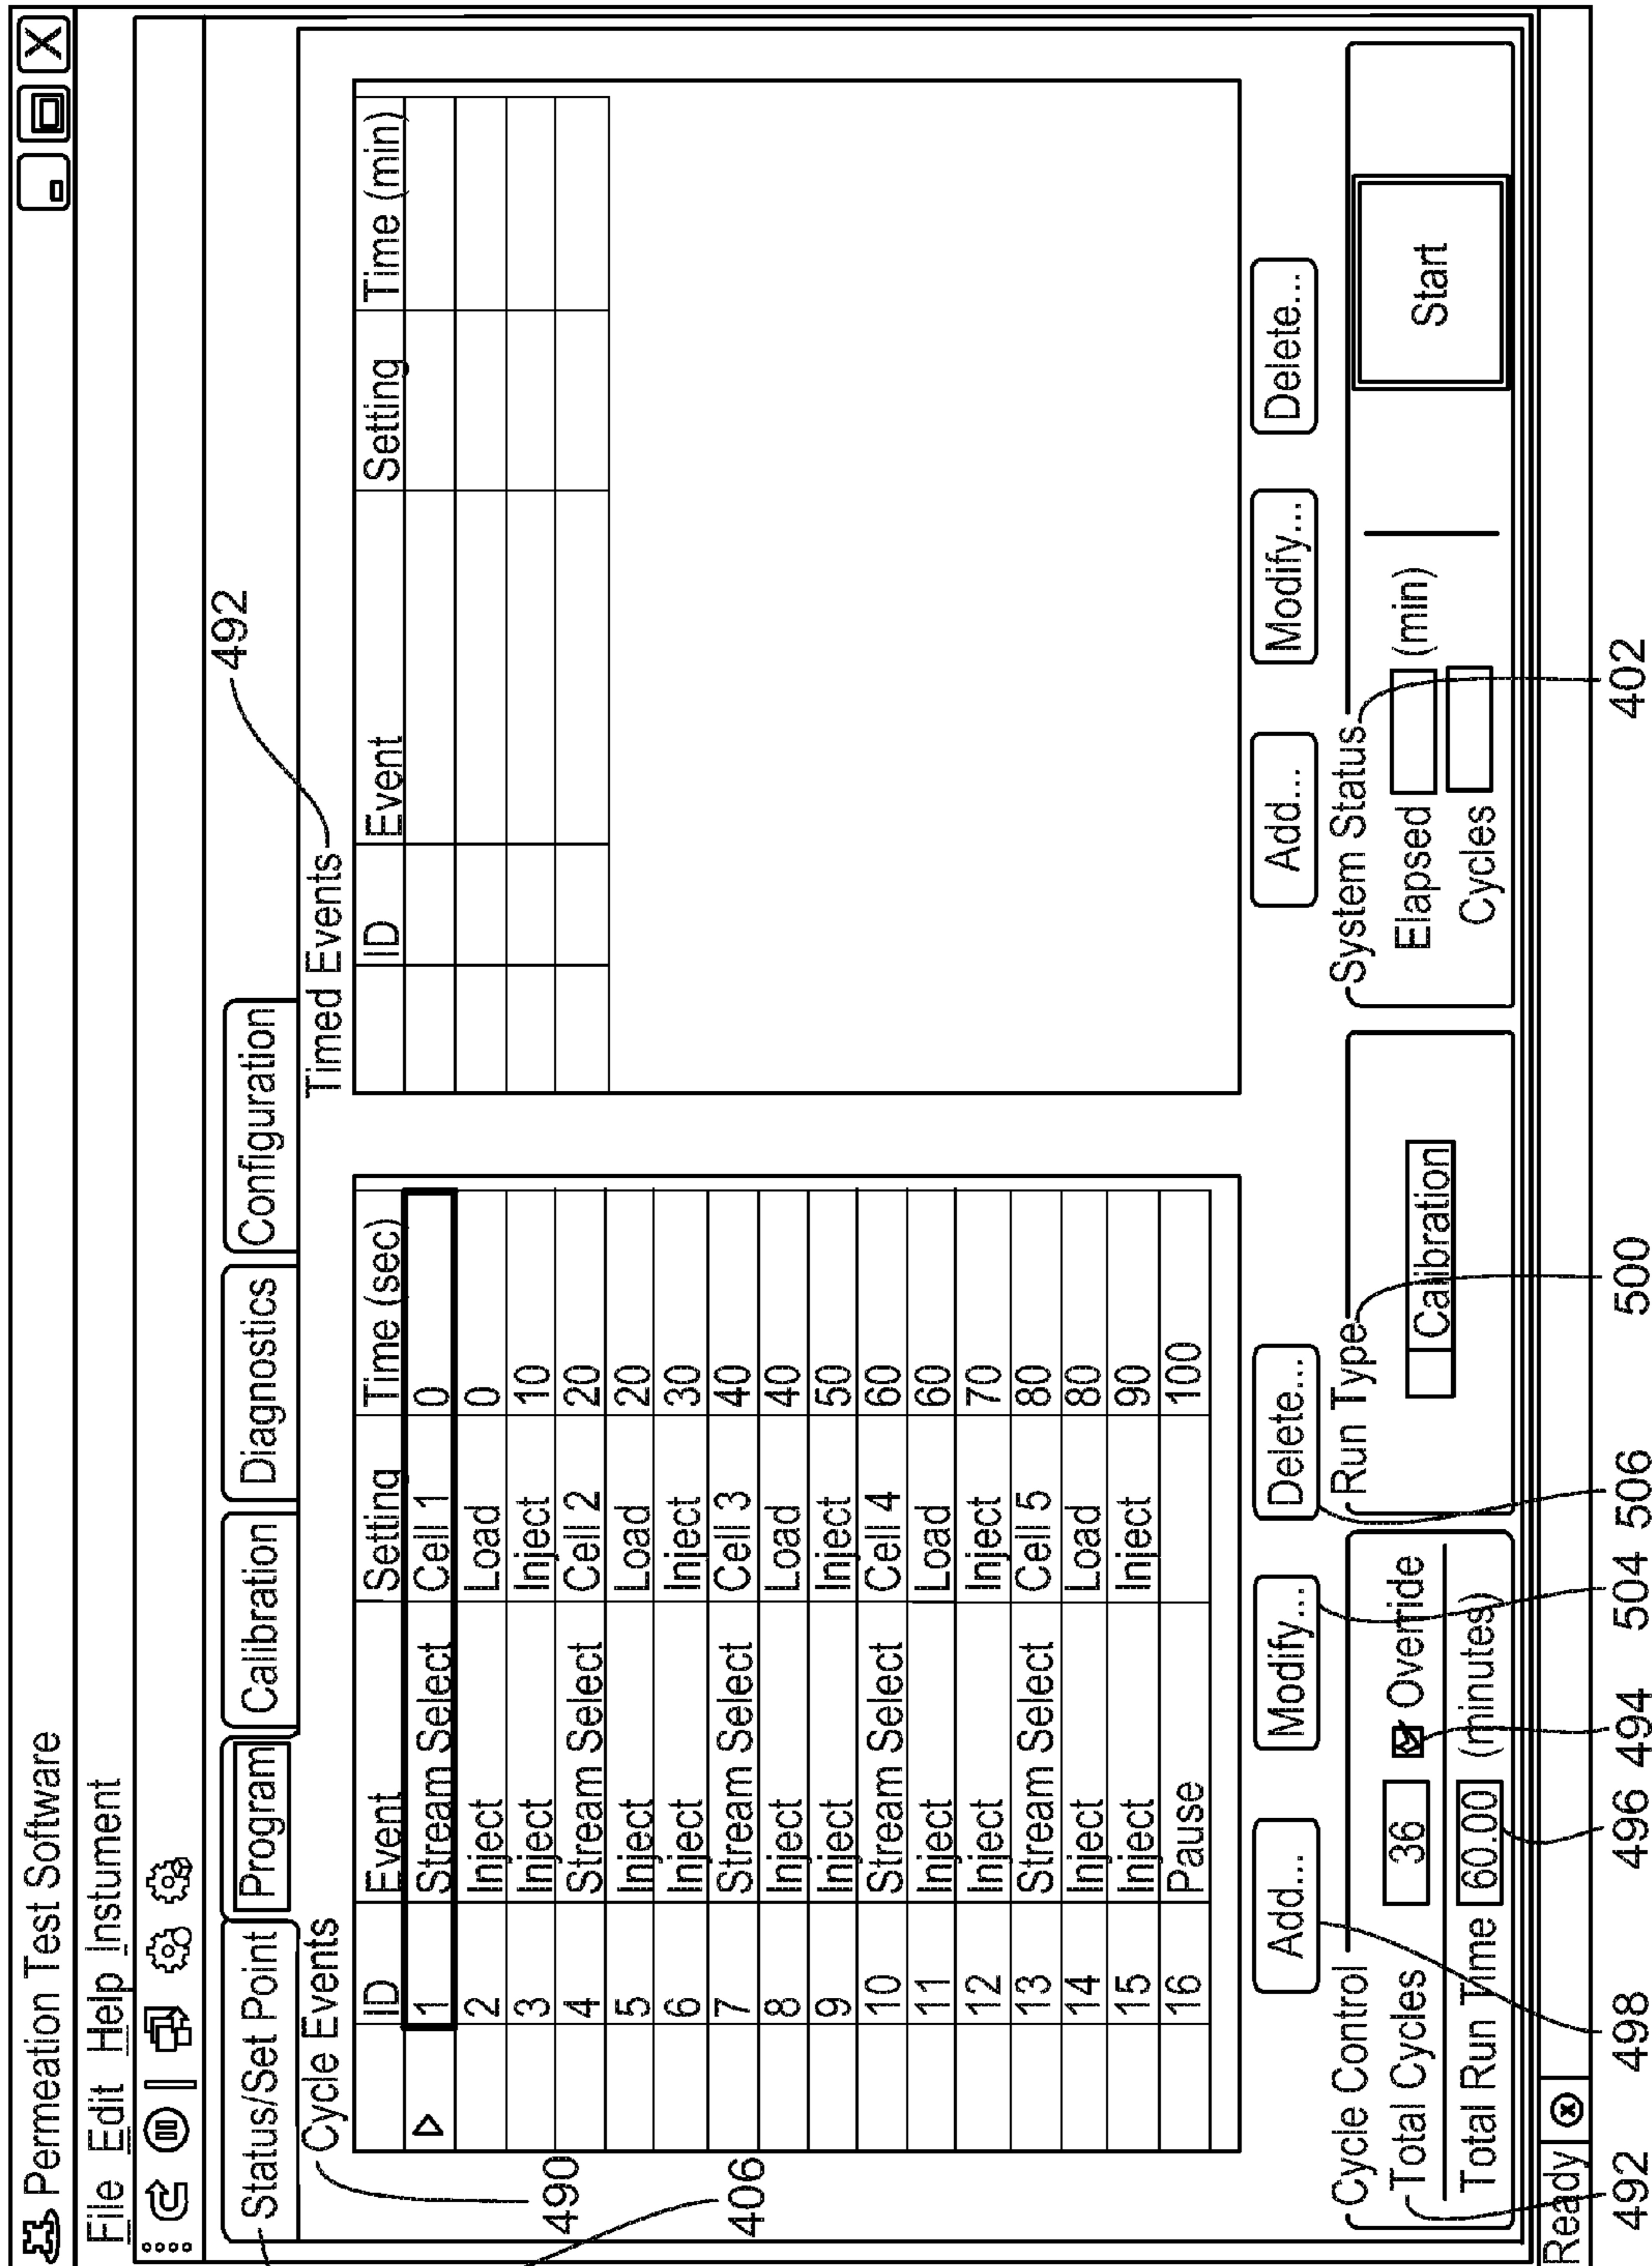 Permeation Test Software
File Edit Help Instument
Status/Set Point Program Calibration Diagnostics Configuration
492
Cycle Events
Timed Events
ID Event Setting Time (sec)
1 Stream Select Cell 1 0
2 Inject Load 0
3 Inject Inject 10
4 Stream Select Cell 2 20
5 Inject Load 20
6 Inject Inject 30
7 Stream Select Cell 3 40
8 Inject Load 40
9 Inject Inject 50
10 Stream Select Cell 4 60
11 Inject Load 60
12 Inject Inject 70
13 Stream Select Cell 5 80
14 Inject Load 80
15 Inject Inject 90
16 Pause 100
ID Event Setting Time (min)
490
406
Add... Modify... Delete...
Add... Modify... Delete...
Cycle Control
Total Cycles 36 Override
Total Run Time 60.00 (minutes)
Run Type
Calibration
System Status
Elapsed (min)
Cycles
Start
Ready
492 498 496 494 504 506 500 402